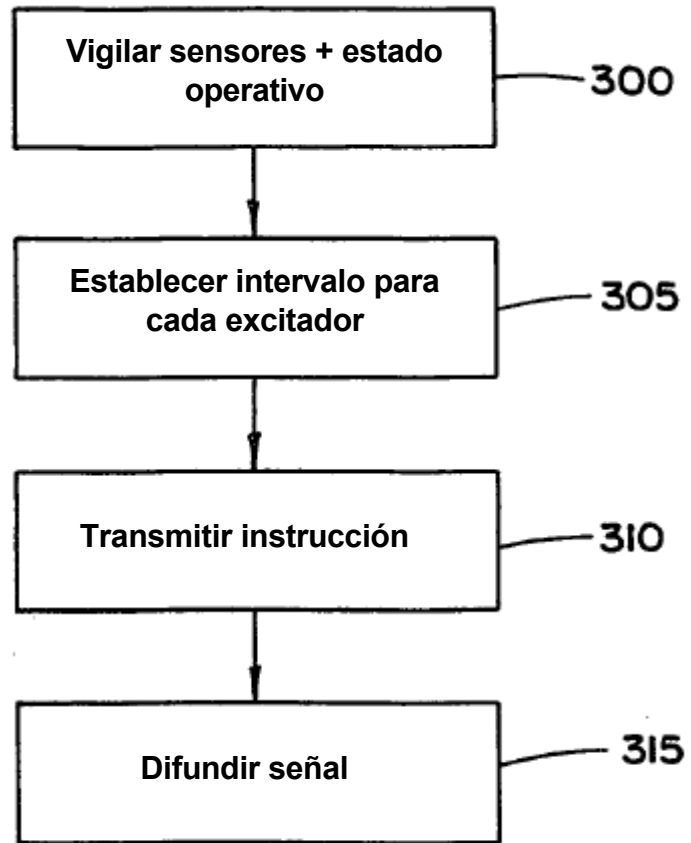 Vigilar sensores + estado
operativo
300
Establecer intervalo para
cada excitador
305
Transmitir instrucción
310
Difundir señal
315